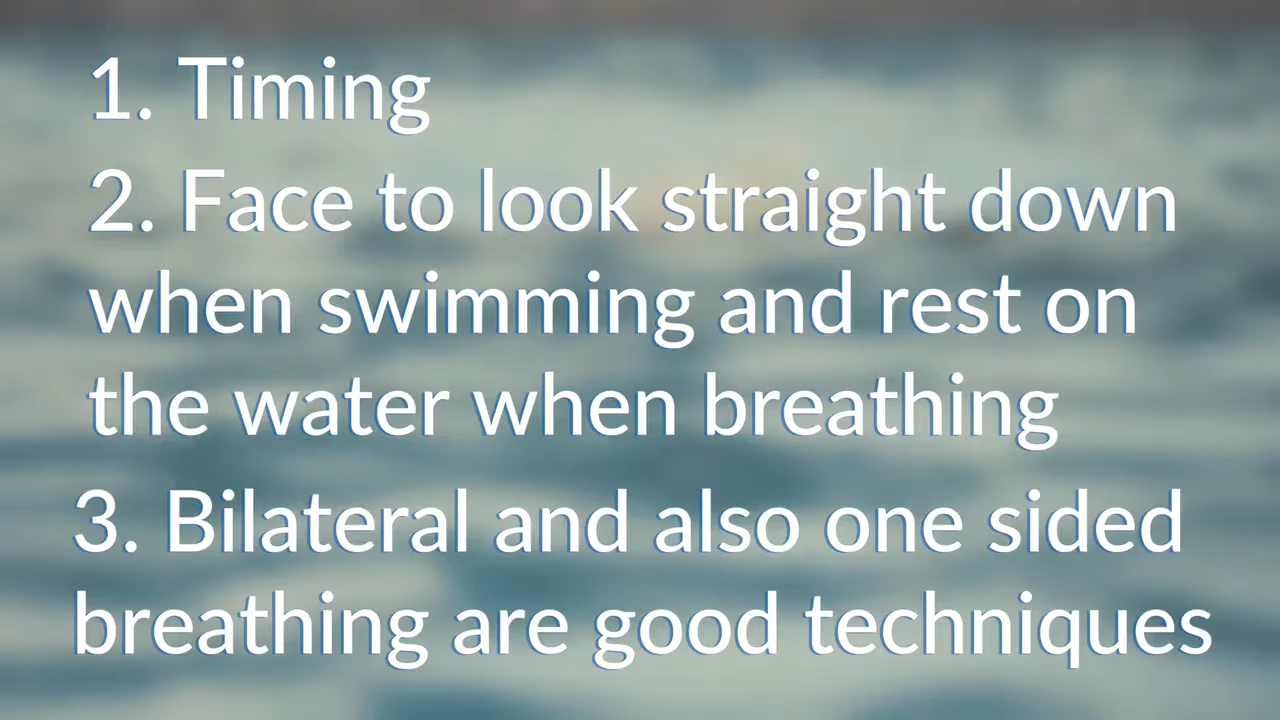 1. Timing
2. Face to look straight down
when swimming and rest on
the water when breathing
3. Bilateral and also one sided
breathing are good techniques